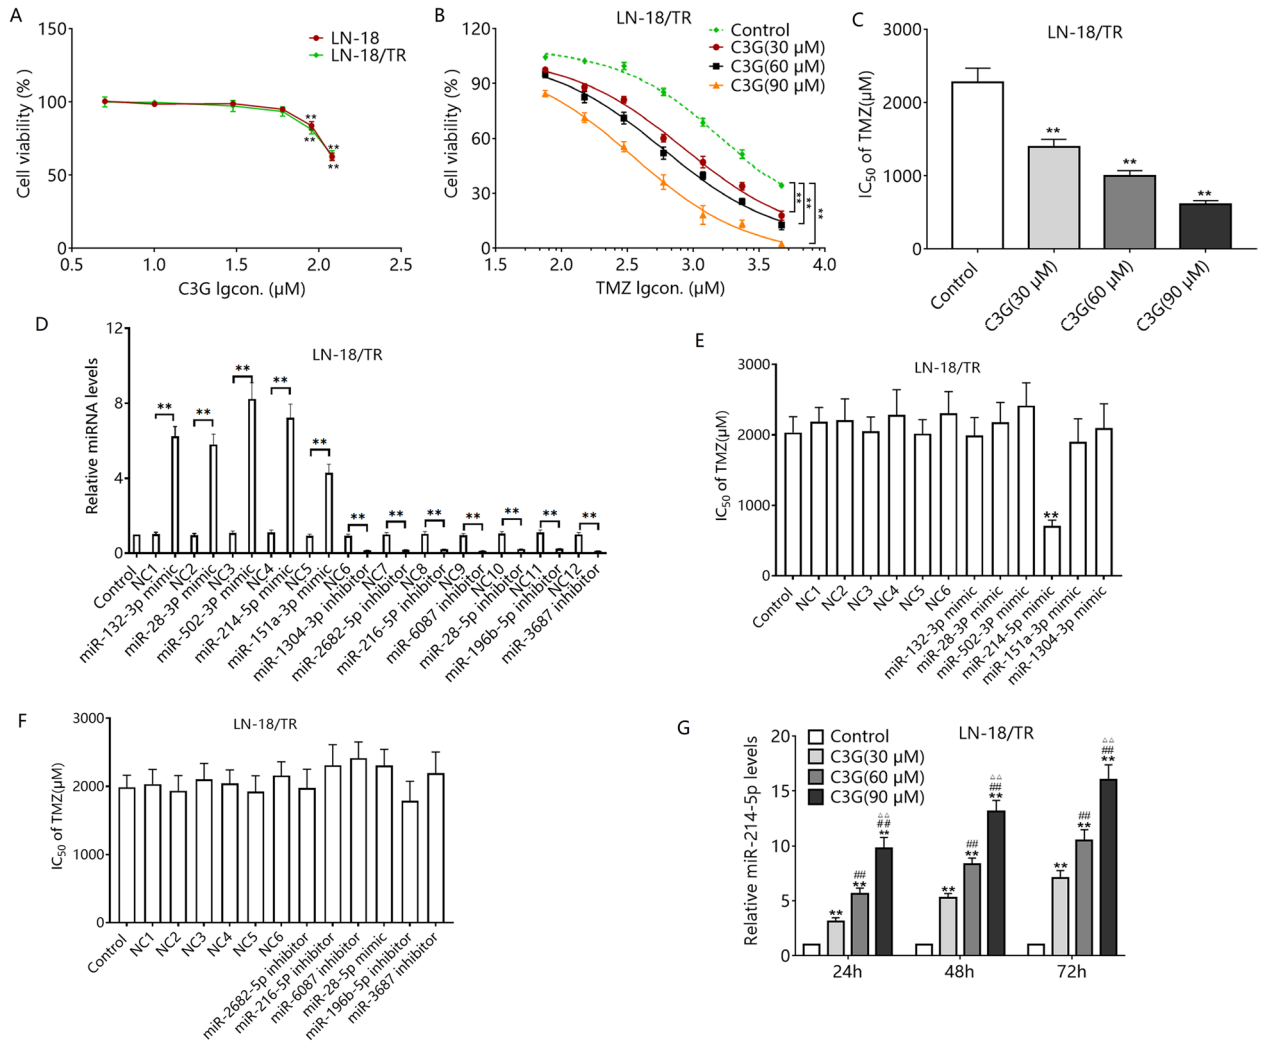 A
LN-18
LN-18/TR
Cell viability (% )
150
100
50
0
**
**
**
**
0.5
1.0
1.5
2.0
2.5
C3G lgcon. (μM)
B
LN-18/TR
Control
C3G(30 μM)
C3G(60 μM)
C3G(90 μM)
Cell viability (% )
120
90
60
30
0
**
**
**
1.5
2.0
2.5
3.0
3.5
4.0
TMZ lgcon. (μM)
C
LN-18/TR
IC50 of TMZ(μM)
3000
2000
1000
0
**
**
**
Control
C3G(30 μM)
C3G(60 μM)
C3G(90 μM)
D
LN-18/TR
Relative miRNA levels
12
8
4
0
**
**
**
**
**
**
**
**
**
**
**
**
Control
NC1
miR-132-3p mimic
NC2
miR-28-3P mimic
NC3
miR-502-3P mimic
NC4
miR-214-5p mimic
NC5
miR-151a-3p mimic
NC6
miR-1304-3p inhibitor
NC7
miR-2682-5p inhibitor
NC8
miR-216-5P inhibitor
NC9
miR-6087 inhibitor
NC10
miR-28-5p inhibitor
NC11
miR-196b-5p inhibitor
NC12
miR-3687 inhibitor
E
LN-18/TR
IC50 of TMZ(μM)
3000
2000
1000
0
**
Control
NC1
NC2
NC3
NC4
NC5
NC6
miR-132-3p mimic
miR-28-3P mimic
miR-502-3P mimic
miR-214-5p mimic
miR-151a-3p mimic
miR-1304-3p mimic
F
LN-18/TR
IC50 of TMZ(μM)
3000
2000
1000
0
Control
NC1
NC2
NC3
NC4
NC5
NC6
miR-2682-5p inhibitor
miR-216-5P inhibitor
miR-6087 inhibitor
miR-28-5p mimic
miR-196b-5p inhibitor
miR-3687 inhibitor
G
LN-18/TR
Control
C3G(30 μM)
C3G(60 μM)
C3G(90 μM)
Relative miR-214-5p levels
20
15
10
5
0
**
##
**
△△
##
**
**
##
**
△△
##
**
**
##
**
△△
##
**
24h
48h
72h